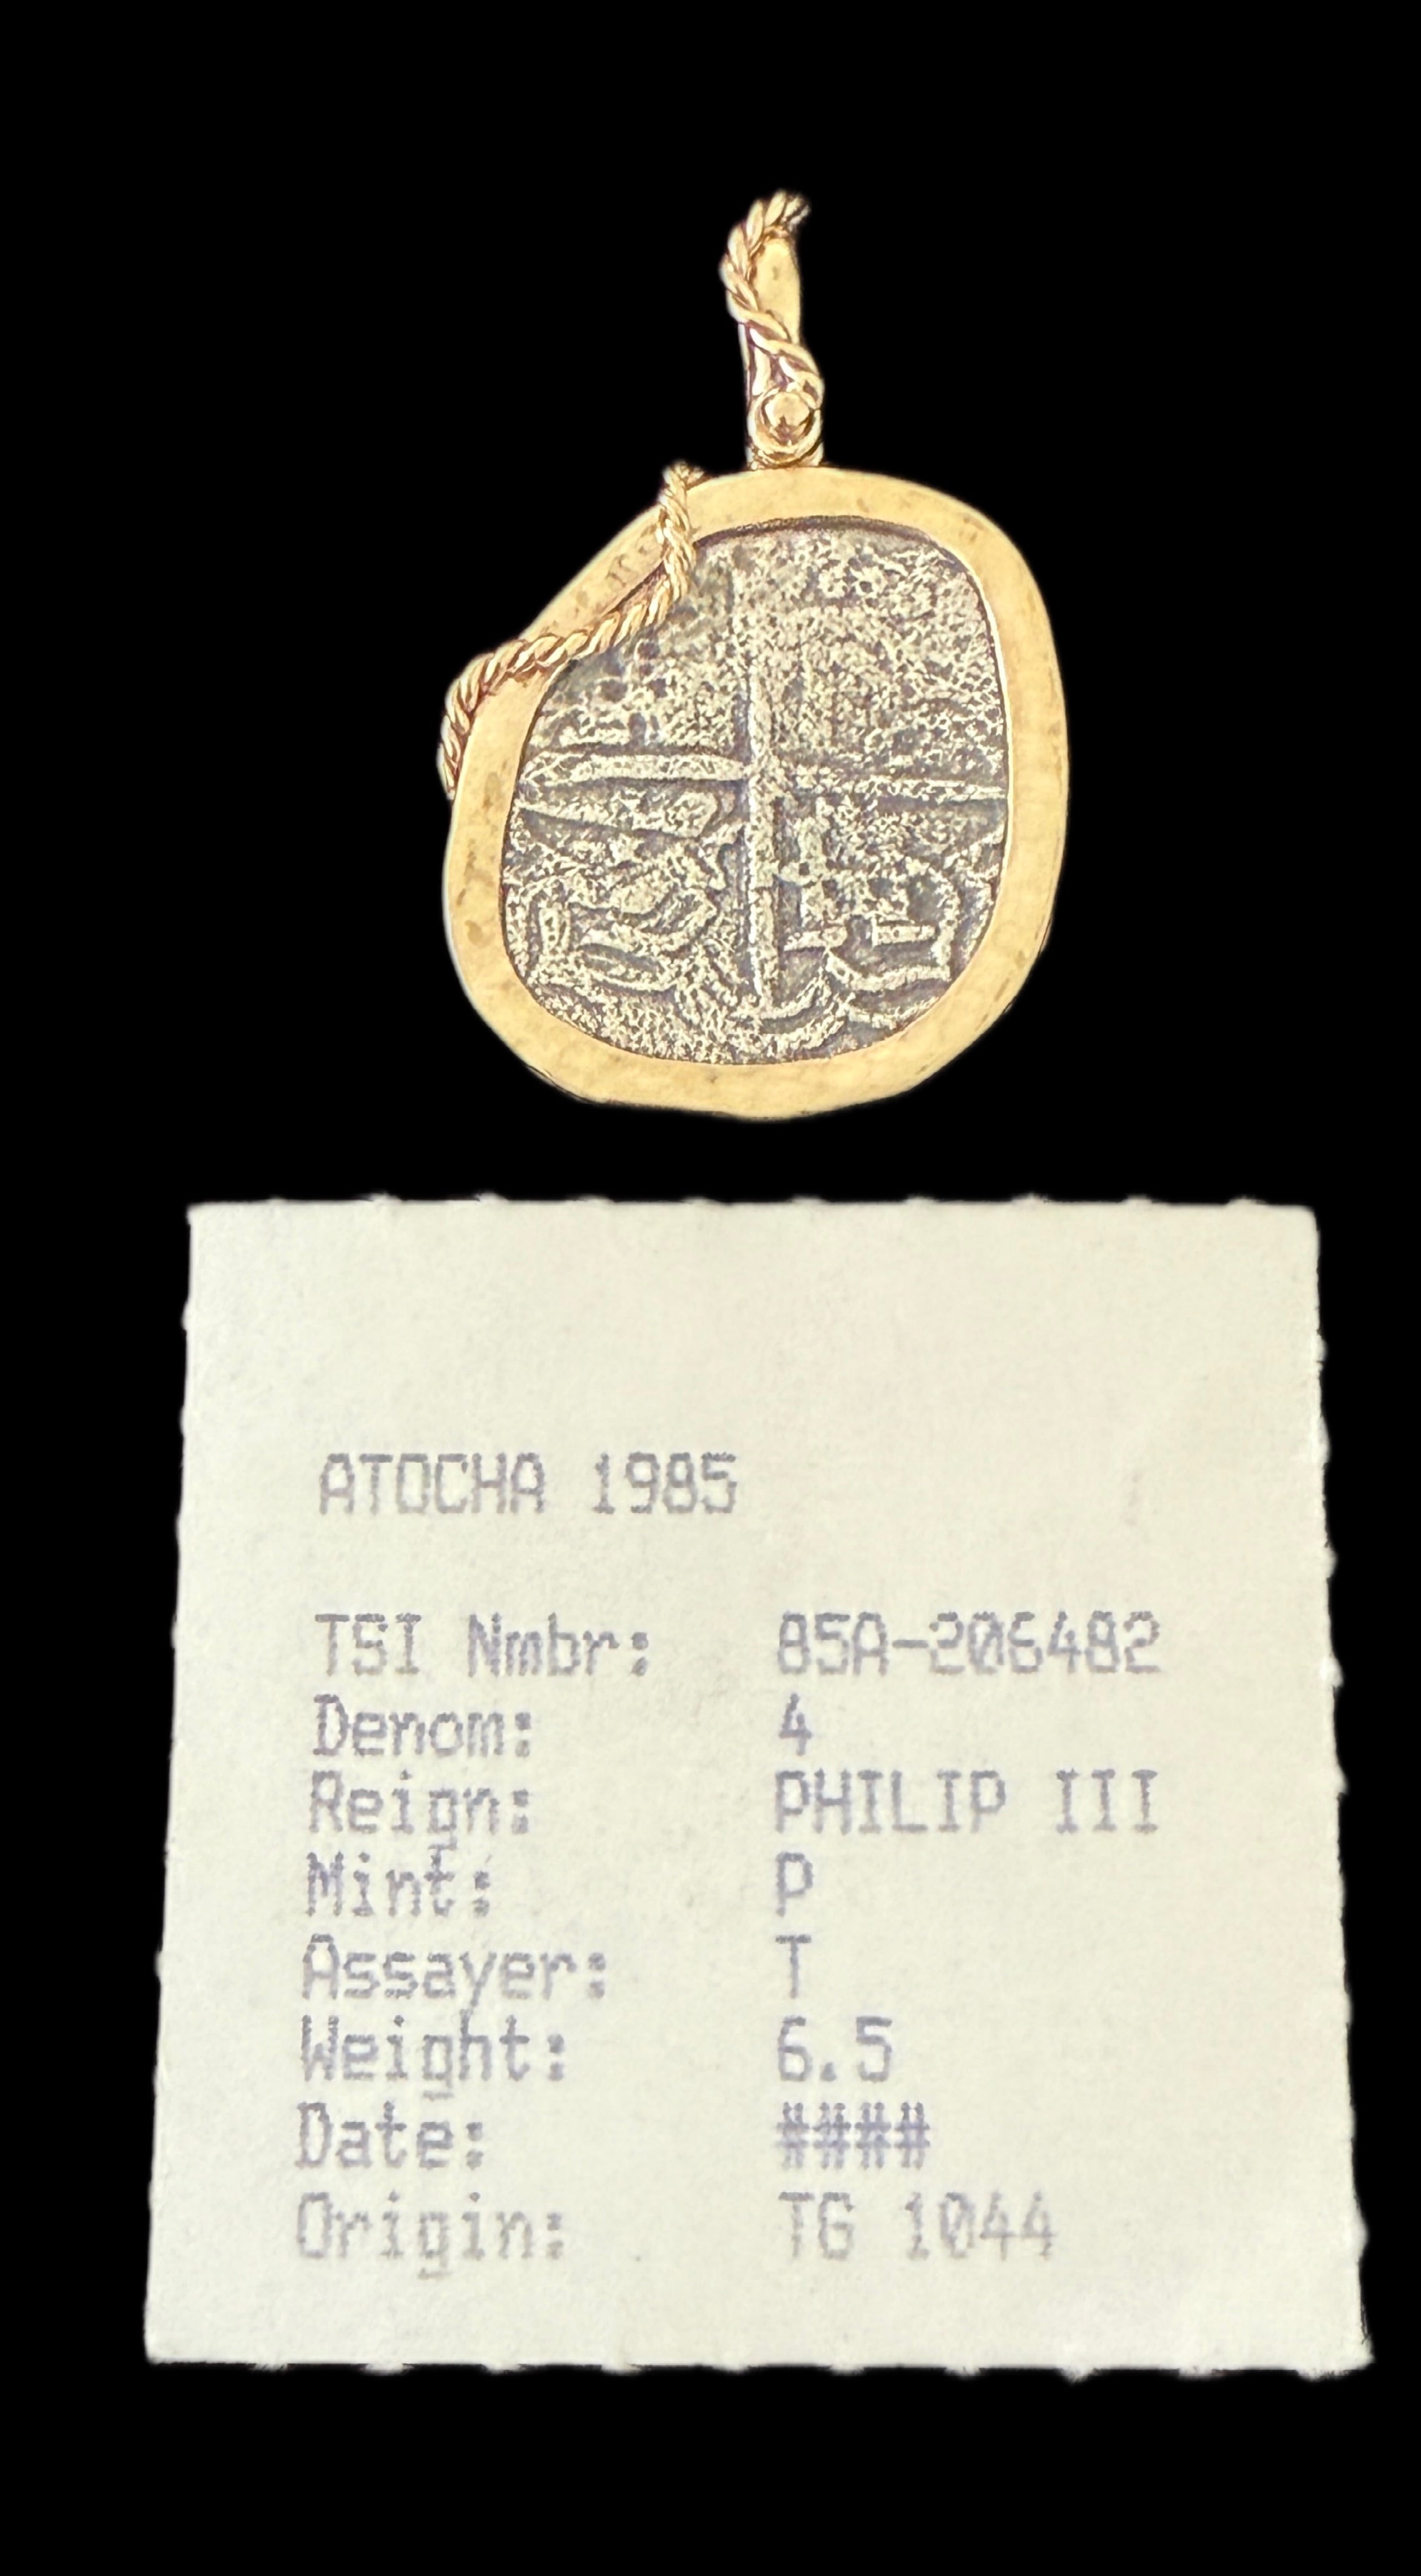 ATOCHA 1985
TSI Nmbr: 85A-206482
Denom: 4
Reign: PHILIP III
Mint: P
Assayer: T
Weight: 6.5
Date: ####
Origin: TG 1044